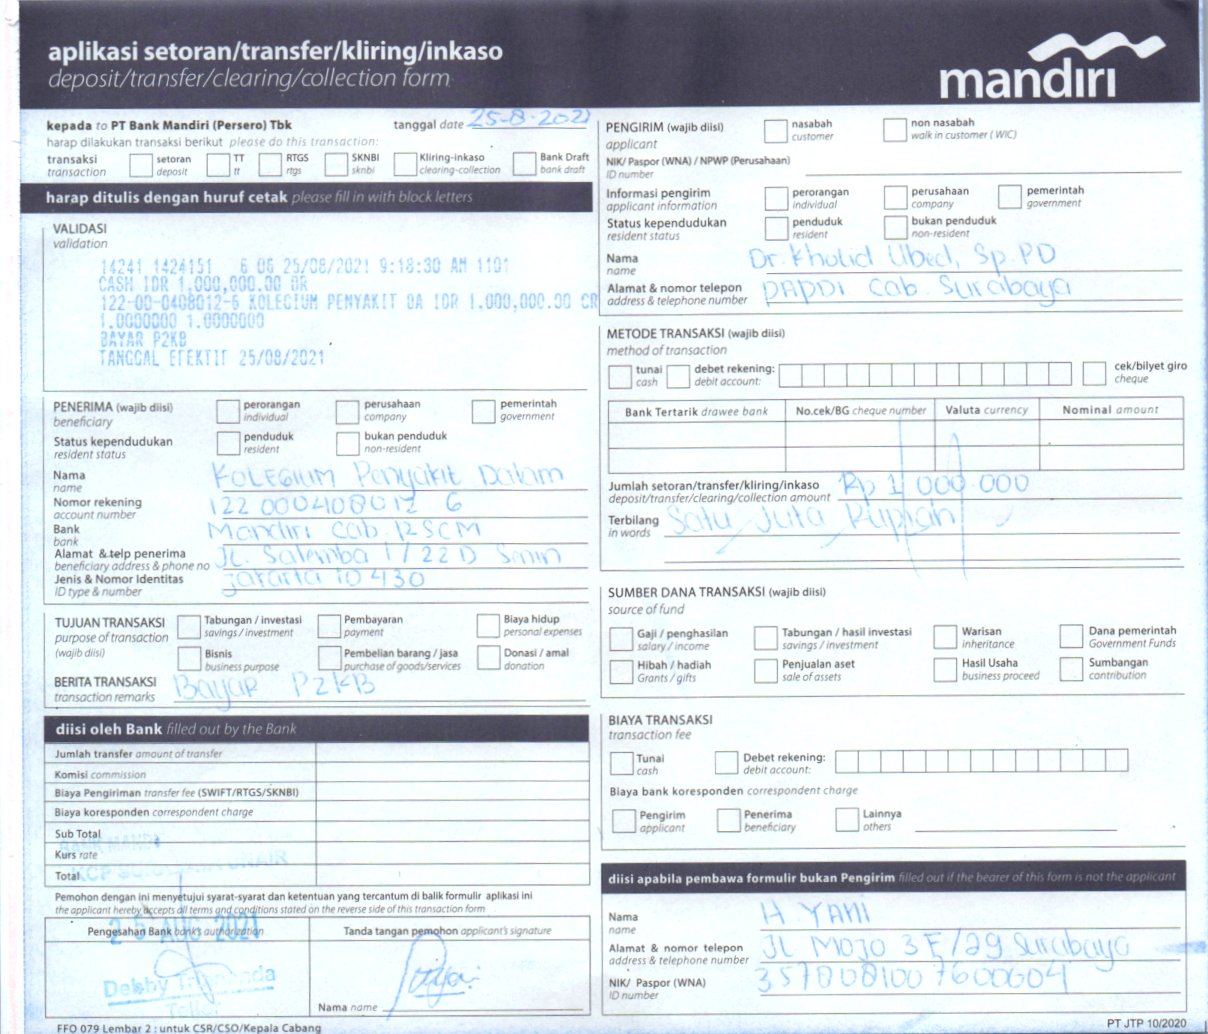 aplikasi setoran/transfer/kliring/inkaso
deposit/transfer/clearing/collection form
mandiri
kepada to PT Bank Mandiri (Persero) Tbk
tanggal date 25-8-2021
harap dilakukan transaksi berikut please do this transaction:
transaksi transaction
setoran deposit
TT tt
RTGS rtgs
SKNBI sknbi
Kliring-inkaso clearing-collection
Bank Draft bank draft
harap ditulis dengan huruf cetak please fill in with block letters
VALIDASI
validation
14241 1424151 6 06 25/08/2021 9:18:30 AM 1101
CASH IDR 1,000,000.00 DR
122-00-0408012-6 KOLEGIUM PENYAKIT DA IDR 1,000,000.00 CR
1.0000000 1.0000000
BAYAR P2KB
TANGGAL EFEKTIF 25/08/2021
PENERIMA (wajib diisi)
beneficiary
perorangan individual
perusahaan company
pemerintah government
Status kependudukan
resident status
penduduk resident
bukan penduduk non-resident
Nama Kolegium Penyakit Dalam
name
Nomor rekening 122 000408012 6
account number
Bank Mandiri Cab RSCM
bank
Alamat & telp penerima Jl. Salemba 1/22 D Senin
beneficiary address & phone no
Jenis & Nomor Identitas Jakarta 10430
ID type & number
TUJUAN TRANSAKSI
purpose of transaction
(wajib diisi)
Tabungan / investasi savings / investment
Pembayaran payment
Biaya hidup personal expenses
Bisnis business purpose
Pembelian barang / jasa purchase of goods/services
Donasi / amal donation
BERITA TRANSAKSI Bayar P2KB
transaction remarks
diisi oleh Bank filled out by the Bank
Jumlah transfer amount of transfer
Komisi commission
Biaya Pengiriman transfer fee (SWIFT/RTGS/SKNBI)
Biaya koresponden correspondent charge
Sub Total
Kurs rate
Total
BANK MANDIRI
KCP UNAIR
Pemohon dengan ini menyetujui syarat-syarat dan ketentuan yang tercantum di balik formulir aplikasi ini
the applicant hereby accepts all terms and conditions stated on the reverse side of this transaction form
Pengesahan Bank bank's authorization
Tanda tangan pemohon applicant's signature
25 AUG 2021
Debby
Teller
Nama name
FFO 079 Lembar 2 : untuk CSR/CSO/Kepala Cabang
PENGIRIM (wajib diisi)
applicant
nasabah customer
non nasabah walk in customer ( WIC)
NIK/ Paspor (WNA) / NPWP (Perusahaan)
ID number
Informasi pengirim
applicant information
perorangan individual
perusahaan company
pemerintah government
Status kependudukan
resident status
penduduk resident
bukan penduduk non-resident
Nama Dr. Kholid Ubed, Sp.PD
name
Alamat & nomor telepon PAPDI Cab. Surabaya
address & telephone number
METODE TRANSAKSI (wajib diisi)
method of transaction
tunai cash
debet rekening: debit account:
cek/bilyet giro cheque
Bank Tertarik drawee bank
No.cek/BG cheque number
Valuta currency
Nominal amount
Jumlah setoran/transfer/kliring/inkaso Rp 1 000.000
deposit/transfer/clearing/collection amount
Terbilang Satu Juta Rupiah
in words
SUMBER DANA TRANSAKSI (wajib diisi)
source of fund
Gaji / penghasilan salary / income
Tabungan / hasil investasi savings / investment
Warisan inheritance
Dana pemerintah Government Funds
Hibah / hadiah Grants / gifts
Penjualan aset sale of assets
Hasil Usaha business proceed
Sumbangan contribution
BIAYA TRANSAKSI
transaction fee
Tunai cash
Debet rekening: debit account:
Biaya bank koresponden correspondent charge
Pengirim applicant
Penerima beneficiary
Lainnya others
diisi apabila pembawa formulir bukan Pengirim filled out if the bearer of this form is not the applicant
Nama H YANI
name
Alamat & nomor telepon JL MOJO 3E/29 Surabaya
address & telephone number
NIK/ Paspor (WNA) 3578081007600004
ID number
PT JTP 10/2020